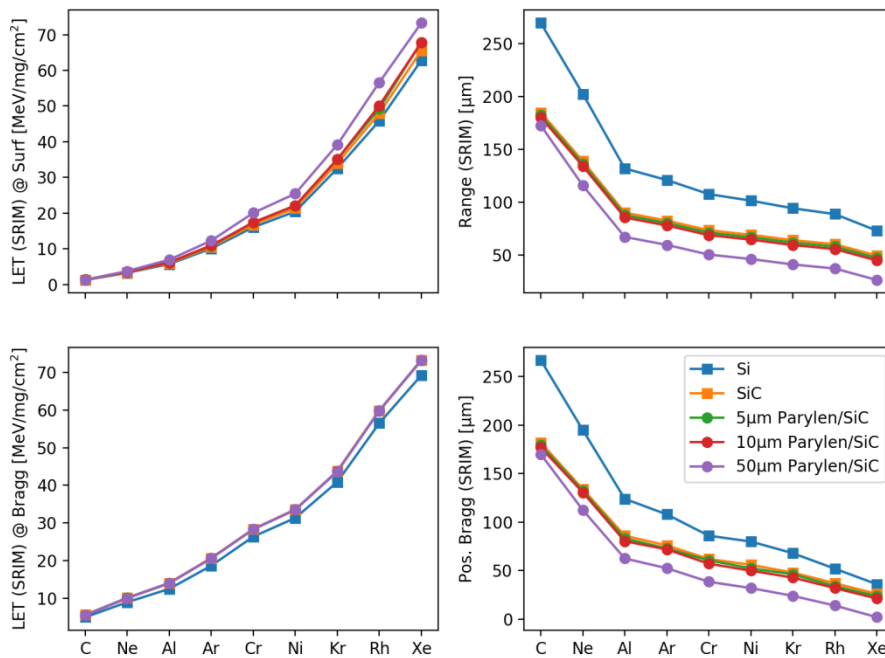 LET (SRIM) @ Surf [MeV/mg/cm²]
70
60
50
40
30
20
10
0
Range (SRIM) [μm]
250
200
150
100
50
LET (SRIM) @ Bragg [MeV/mg/cm²]
70
60
50
40
30
20
10
C Ne Al Ar Cr Ni Kr Rh Xe
Pos. Bragg (SRIM) [μm]
250
200
150
100
50
0
Si
SiC
5μm Parylen/SiC
10μm Parylen/SiC
50μm Parylen/SiC
C Ne Al Ar Cr Ni Kr Rh Xe